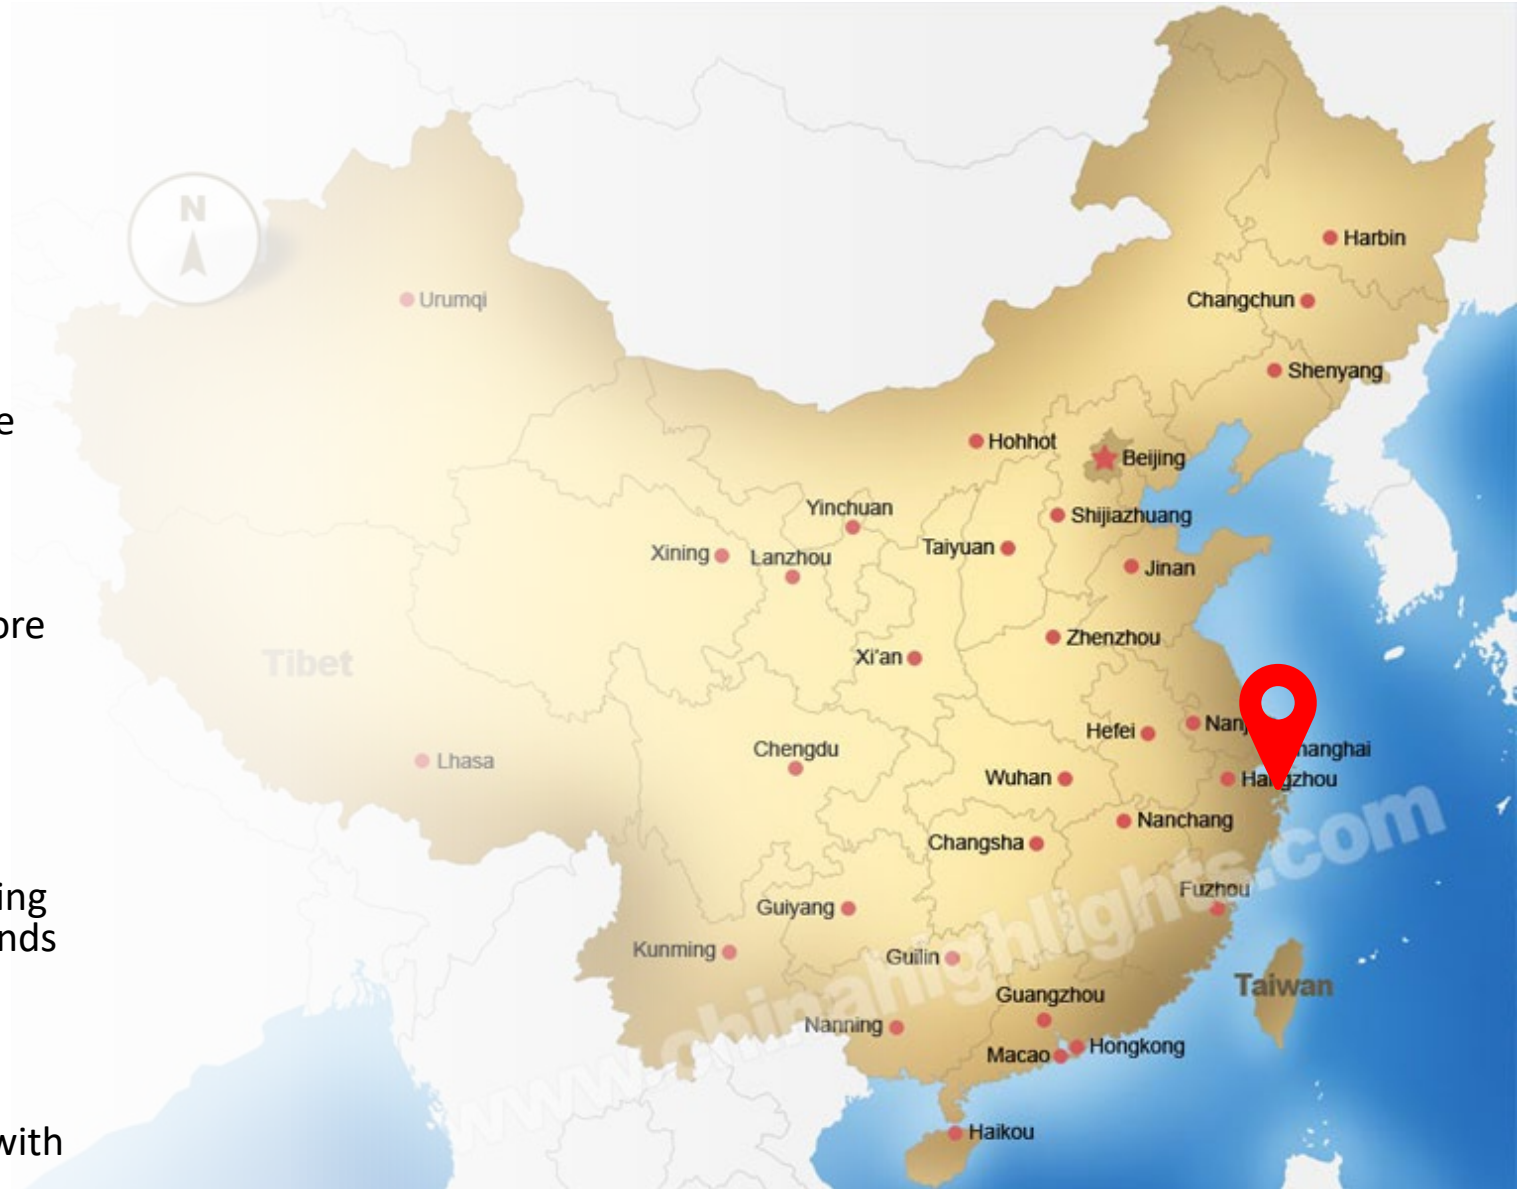 N
Harbin
Urumqi
Changchun
Shenyang
e
Hohhot
Beijing
Yinchuan
Shijiazhuang
Xining
Lanzhou
Taiyuan
Jinan
ore
Zhenzhou
Xi'an
Tibet
Nanj
Hefei
hanghai
Chengdu
Lhasa
Wuhan
Hangzhou
Nanchang
Changsha
www.chinahighlights.com
Fuzhou
ing
Guiyang
nds
Kunming
Guilin
Taiwan
Guangzhou
Nanning
Hongkong
Macao
Haikou
with